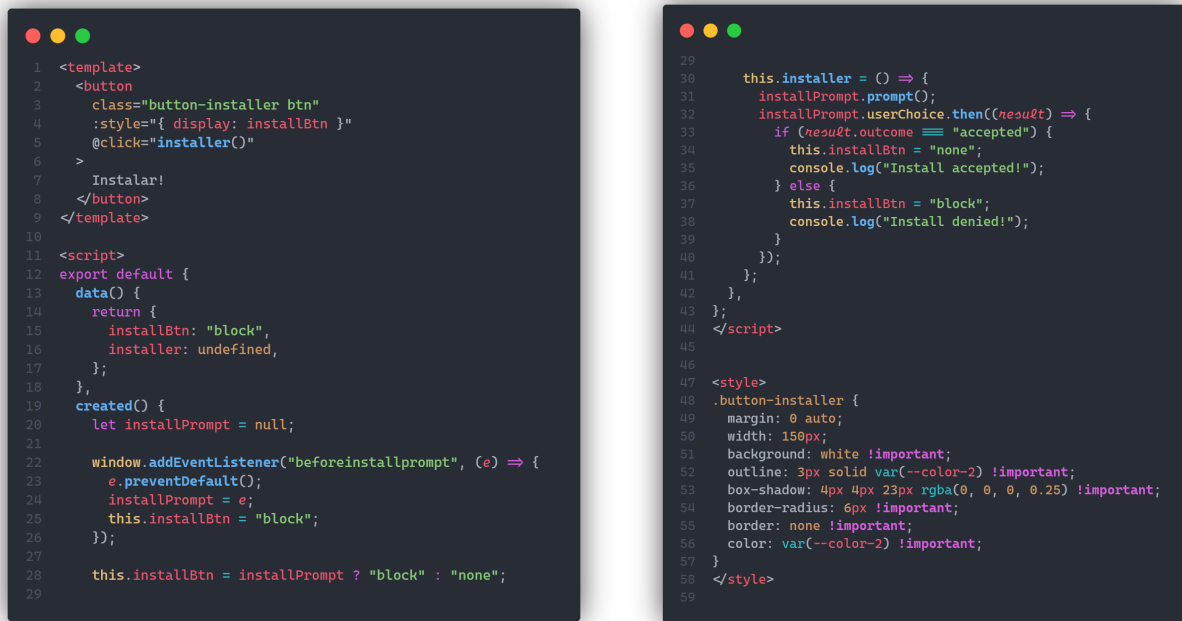 1 <template>
2   <button
3     class="button-installer btn"
4     :style="{ display: installBtn }"
5     @click="installer()"
6   >
7     Instalar!
8   </button>
9 </template>
10
11 <script>
12 export default {
13   data() {
14     return {
15       installBtn: "block",
16       installer: undefined,
17     };
18   },
19   created() {
20     let installPrompt = null;
21
22     window.addEventListener("beforeinstallprompt", (e) => {
23       e.preventDefault();
24       installPrompt = e;
25       this.installBtn = "block";
26     });
27
28     this.installBtn = installPrompt ? "block" : "none";
29
29
30     this.installer = () => {
31       installPrompt.prompt();
32       installPrompt.userChoice.then((result) => {
33         if (result.outcome === "accepted") {
34           this.installBtn = "none";
35           console.log("Install accepted!");
36         } else {
37           this.installBtn = "block";
38           console.log("Install denied!");
39         }
40       });
41     };
42   },
43 };
44 </script>
45
46
47 <style>
48 .button-installer {
49   margin: 0 auto;
50   width: 150px;
51   background: white !important;
52   outline: 3px solid var(--color-2) !important;
53   box-shadow: 4px 4px 23px rgba(0, 0, 0, 0.25) !important;
54   border-radius: 6px !important;
55   border: none !important;
56   color: var(--color-2) !important;
57 }
58 </style>
59